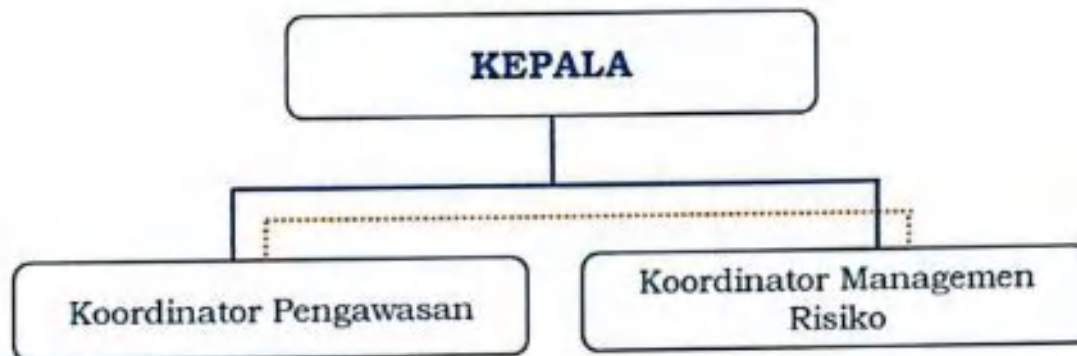 KEPALA
Koordinator Pengawasan
Koordinator Managemen
Risiko